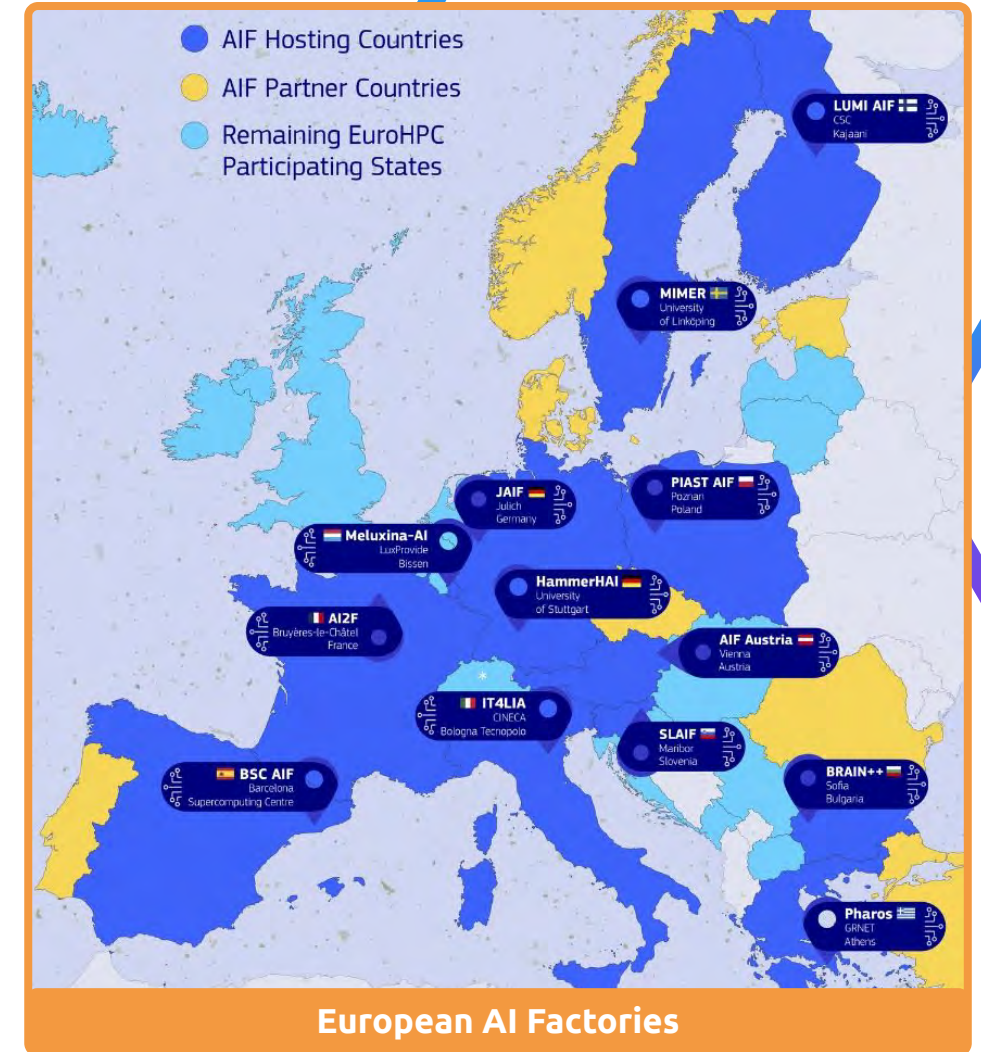 AIF Hosting Countries
AIF Partner Countries
Remaining EuroHPC
Participating States
LUMI AIF
CSC
Kajaani
MIMER
University
of Linköping
JAIF
Julich
Germany
PIAST AIF
Poznan
Poland
Meluxina-AI
LuxProvide
Bissen
HammerHAI
University
of Stuttgart
AI2F
Bruyères-le-Châtel
France
AIF Austria
Vienna
Austria
*
IT4LIA
CINECA
Bologna Tecnopolo
SLAIF
Maribor
Slovenia
BSC AIF
Barcelona
Supercomputing Centre
BRAIN++
Sofia
Bulgaria
Pharos
GRNET
Athens
European AI Factories